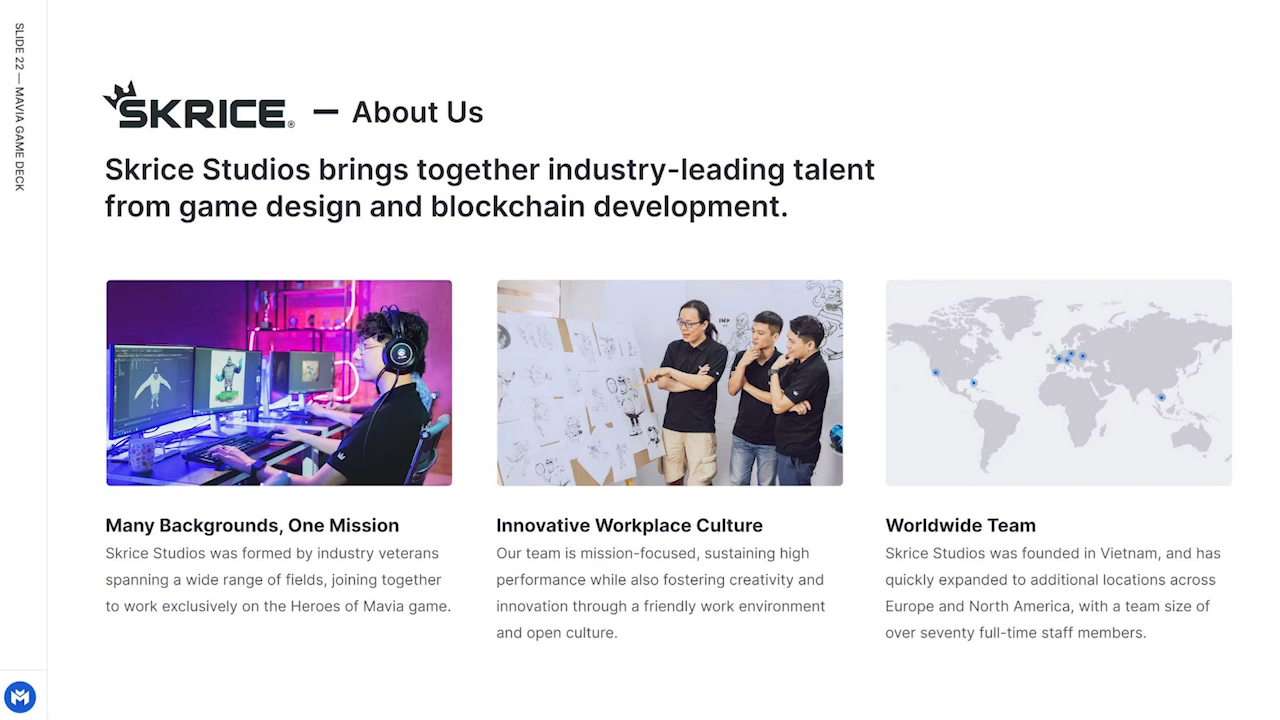 SLIDE 22 — MAVIA GAME DECK
SKRICE® — About Us
Skrice Studios brings together industry-leading talent
from game design and blockchain development.
Many Backgrounds, One Mission
Skrice Studios was formed by industry veterans
spanning a wide range of fields, joining together
to work exclusively on the Heroes of Mavia game.
Innovative Workplace Culture
Our team is mission-focused, sustaining high
performance while also fostering creativity and
innovation through a friendly work environment
and open culture.
Worldwide Team
Skrice Studios was founded in Vietnam, and has
quickly expanded to additional locations across
Europe and North America, with a team size of
over seventy full-time staff members.
M